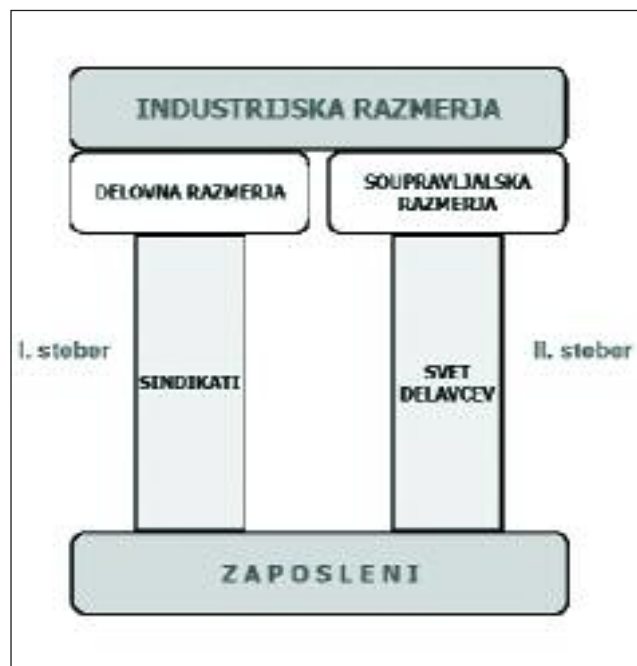 INDUSTRIJSKA RAZMERJA
DELOVNA RAZMERJA
SOUPRAVLJALSKA
RAZMERJA
I. steber
II. steber
SINDIKATI
SVET
DELAVCEV
ZAPOSLENI